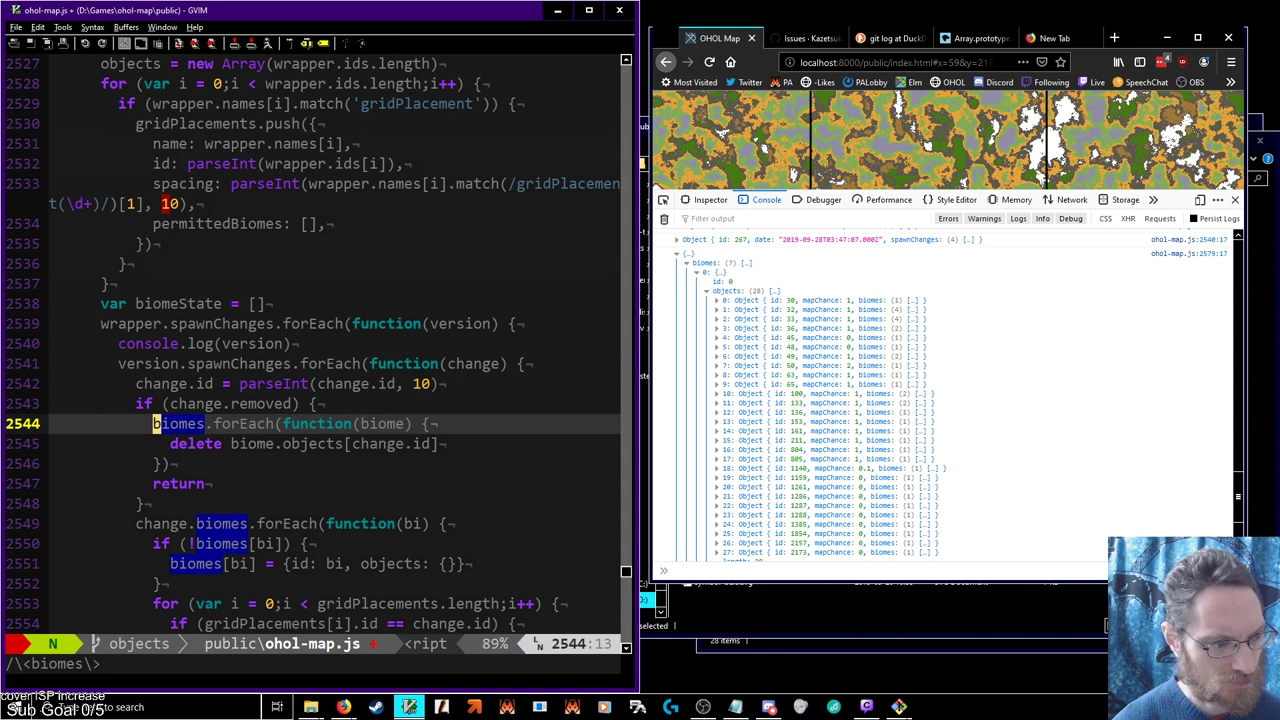 ohol-map.js + (D:\Games\ohol-map\public) - GVIM
File Edit Tools Syntax Buffers Window Help
2527 objects = new Array(wrapper.ids.length)¬
2528 for (var i = 0;i < wrapper.ids.length;i++) {¬
2529 if (wrapper.names[i].match('gridPlacement')) {¬
2530 gridPlacements.push({¬
2531 name: wrapper.names[i],¬
2532 id: parseInt(wrapper.ids[i]),¬
2533 spacing: parseInt(wrapper.names[i].match(/gridPlacemen
t(\d+)/)[1], 10),¬
2534 permittedBiomes: [],¬
2535 })¬
2536 }¬
2537 }¬
2538 var biomeState = []¬
2539 wrapper.spawnChanges.forEach(function(version) {¬
2540 console.log(version)¬
2541 version.spawnChanges.forEach(function(change) {¬
2542 change.id = parseInt(change.id, 10)¬
2543 if (change.removed) {¬
2544 biomes.forEach(function(biome) {¬
2545 delete biome.objects[change.id]¬
2546 })¬
2547 return¬
2548 }¬
2549 change.biomes.forEach(function(bi) {¬
2550 if (!biomes[bi]) {¬
2551 biomes[bi] = {id: bi, objects: {}}¬
2552 }¬
2553 for (var i = 0;i < gridPlacements.length;i++) {¬
2554 if (gridPlacements[i].id == change.id) {¬
N objects public\ohol-map.js + <ript 89% 2544:13
/\<biomes\>
cover ISP increase
Sub Goal 0/5
here to search
OHOL Map Issues · Kazetsuk git log at DuckD Array.prototype. New Tab
localhost:8000/public/index.html#x=59&y=21
Most Visited Twitter PA -Likes PALobby Elm OHOL Discord Following Live SpeechChat OBS
Inspector Console Debugger Performance Style Editor Memory Network Storage
Filter output Errors Warnings Logs Info Debug CSS XHR Requests Persist Logs
Object { id: 267, date: "2019-09-28T03:47:07.000Z", spawnChanges: (4) […] } ohol-map.js:2540:17
{…} ohol-map.js:2579:17
biomes: (7) […]
0: {…}
id: 0
objects: (28) […]
0: Object { id: 30, mapChance: 1, biomes: (1) […] }
1: Object { id: 32, mapChance: 1, biomes: (4) […] }
2: Object { id: 33, mapChance: 1, biomes: (4) […] }
3: Object { id: 36, mapChance: 1, biomes: (2) […] }
4: Object { id: 45, mapChance: 0, biomes: (1) […] }
5: Object { id: 48, mapChance: 0, biomes: (1) […] }
6: Object { id: 49, mapChance: 1, biomes: (2) […] }
7: Object { id: 50, mapChance: 2, biomes: (1) […] }
8: Object { id: 63, mapChance: 1, biomes: (1) […] }
9: Object { id: 65, mapChance: 1, biomes: (1) […] }
10: Object { id: 100, mapChance: 1, biomes: (2) […] }
11: Object { id: 133, mapChance: 1, biomes: (2) […] }
12: Object { id: 136, mapChance: 1, biomes: (1) […] }
13: Object { id: 153, mapChance: 1, biomes: (1) […] }
14: Object { id: 161, mapChance: 0, biomes: (1) […] }
15: Object { id: 211, mapChance: 0, biomes: (1) […] }
16: Object { id: 804, mapChance: 1, biomes: (1) […] }
17: Object { id: 805, mapChance: 1, biomes: (1) […] }
18: Object { id: 1140, mapChance: 0.1, biomes: (1) […] }
19: Object { id: 1159, mapChance: 0, biomes: (1) […] }
20: Object { id: 1261, mapChance: 0, biomes: (1) […] }
21: Object { id: 1286, mapChance: 0, biomes: (1) […] }
22: Object { id: 1287, mapChance: 0, biomes: (1) […] }
23: Object { id: 1288, mapChance: 0, biomes: (1) […] }
24: Object { id: 1385, mapChance: 0, biomes: (1) […] }
25: Object { id: 1854, mapChance: 0, biomes: (1) […] }
26: Object { id: 2157, mapChance: 0, biomes: (1) […] }
27: Object { id: 2173, mapChance: 0, biomes: (1) […] }
selected
28 items